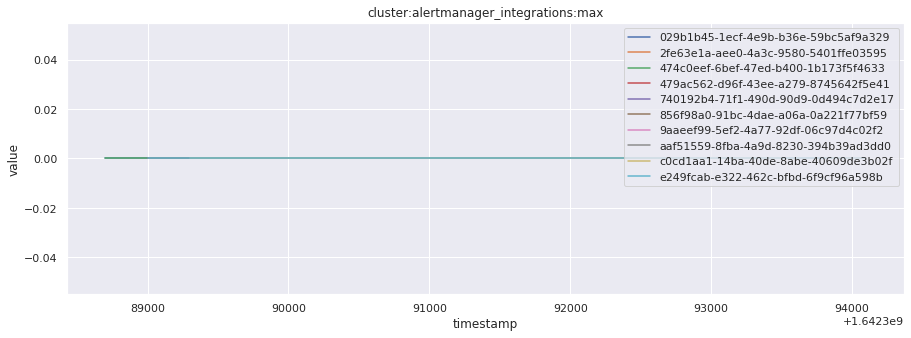 cluster:alertmanager_integrations:max
029b1b45-1ecf-4e9b-b36e-59bc5af9a329
2fe63e1a-aee0-4a3c-9580-5401ffe03595
474c0eef-6bef-47ed-b400-1b173f5f4633
479ac562-d96f-43ee-a279-8745642f5e41
740192b4-71f1-490d-90d9-0d494c7d2e17
856f98a0-91bc-4dae-a06a-0a221f77bf59
9aaeef99-5ef2-4a77-92df-06c97d4c02f2
aaf51559-8fba-4a9d-8230-394b39ad3dd0
c0cd1aa1-14ba-40de-8abe-40609de3b02f
e249fcab-e322-462c-bfbd-6f9cf96a598b
value
0.04
0.02
0.00
−0.02
−0.04
89000 90000 91000 92000 93000 94000
+1.6423e9
timestamp